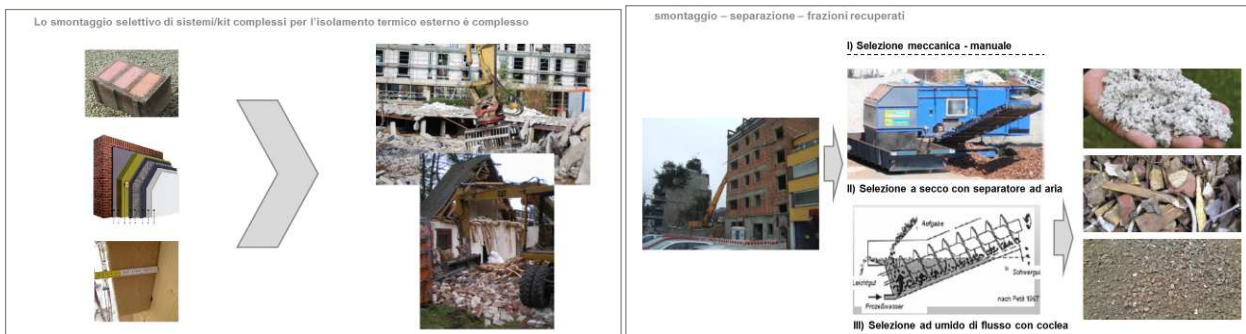 Lo smontaggio selettivo di sistemi/kit complessi per l'isolamento termico esterno è complesso
smontaggio – separazione – frazioni recuperati
I) Selezione meccanica - manuale
II) Selezione a secco con separatore ad aria
Aufgabe
Leichtgut
Schwergut
Prozeßwasser
nach Petit 1967
III) Selezione ad umido di flusso con coclea